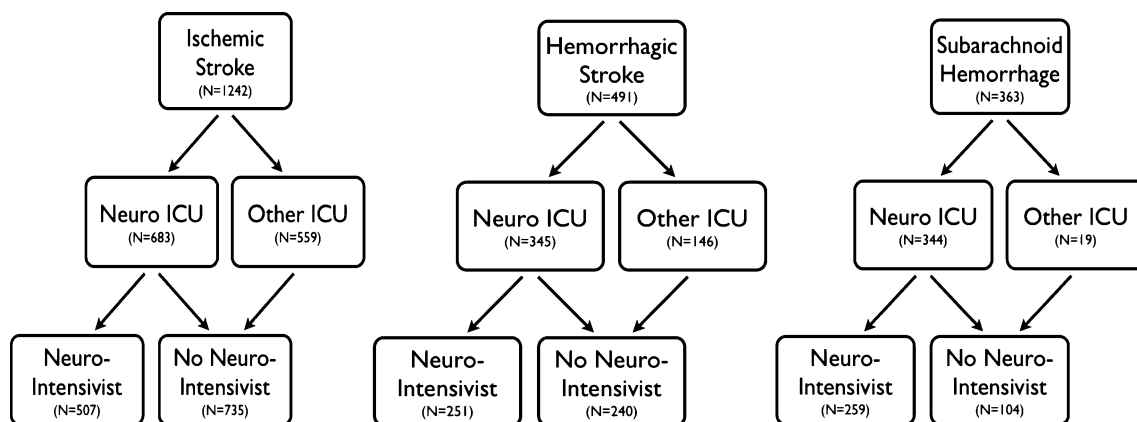 Ischemic
Stroke
(N=1242)
Neuro ICU
(N=683)
Other ICU
(N=559)
Neuro-
Intensivist
(N=507)
No Neuro-
Intensivist
(N=735)
Hemorrhagic
Stroke
(N=491)
Neuro ICU
(N=345)
Other ICU
(N=146)
Neuro-
Intensivist
(N=251)
No Neuro-
Intensivist
(N=240)
Subarachnoid
Hemorrhage
(N=363)
Neuro ICU
(N=344)
Other ICU
(N=19)
Neuro-
Intensivist
(N=259)
No Neuro-
Intensivist
(N=104)